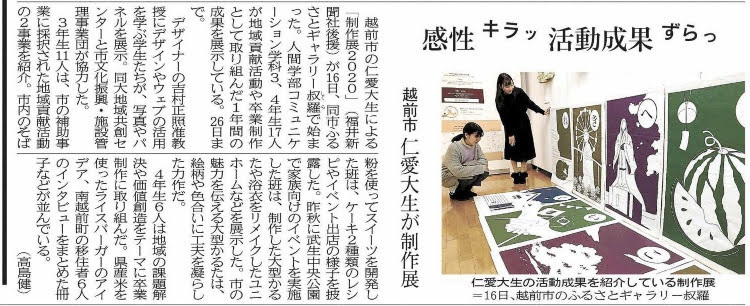 感性キラッ 活動成果ずらっ
越前市 仁愛大生が制作展
越前市の仁愛大生による
「制作展2020」(福井新
聞社後援)が16日、同市ふる
さとギャラリー叔羅で始ま
った。人間学部コミュニケ
ーション学科3、4年生17人
が地域貢献活動や卒業制作
として取り組んだ1年間の
成果を展示している。26日ま
で。
デザイナーの吉村正照准教
授にデザインやウェブの活用
を学ぶ学生たちが、写真やパ
ネルを展示。同大地域共創セ
ンターと市文化振興・施設管
理事業団が協力した。
3年生11人は、市の補助事
業に採択された地域貢献活動
の2事業を紹介。市内のそば
粉を使ってスイーツを開発し
た班は、ケーキ2種類のレシ
ピやイベント出店の様子を披
露した。昨秋に武生中央公園
で家族向けのイベントを実施
した班は、制作した大型かる
たや浴衣をリメイクしたユニ
ホームなどを展示した。市の
魅力を伝える大型かるたは、
絵柄や色合いに工夫を凝らし
た力作だ。
4年生6人は地域の課題解
決や価値創造をテーマに卒業
制作に取り組んだ。県産米を
使ったライスバーガーのアイ
デア、南越前町の移住者6人
のインタビューをまとめた冊
子などが並んでいる。
(高島健)
へ
仁愛大生の活動成果を紹介している制作展
=16日、越前市のふるさとギャラリー叔羅